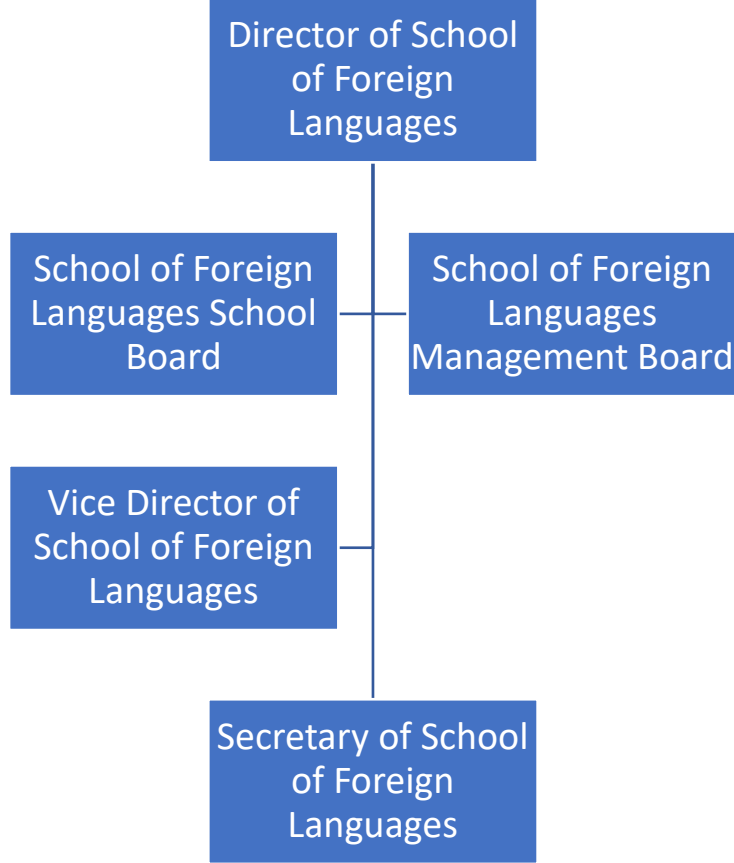 Director of School
of Foreign
Languages
School of Foreign
Languages School
Board
School of Foreign
Languages
Management Board
Vice Director of
School of Foreign
Languages
Secretary of School
of Foreign
Languages